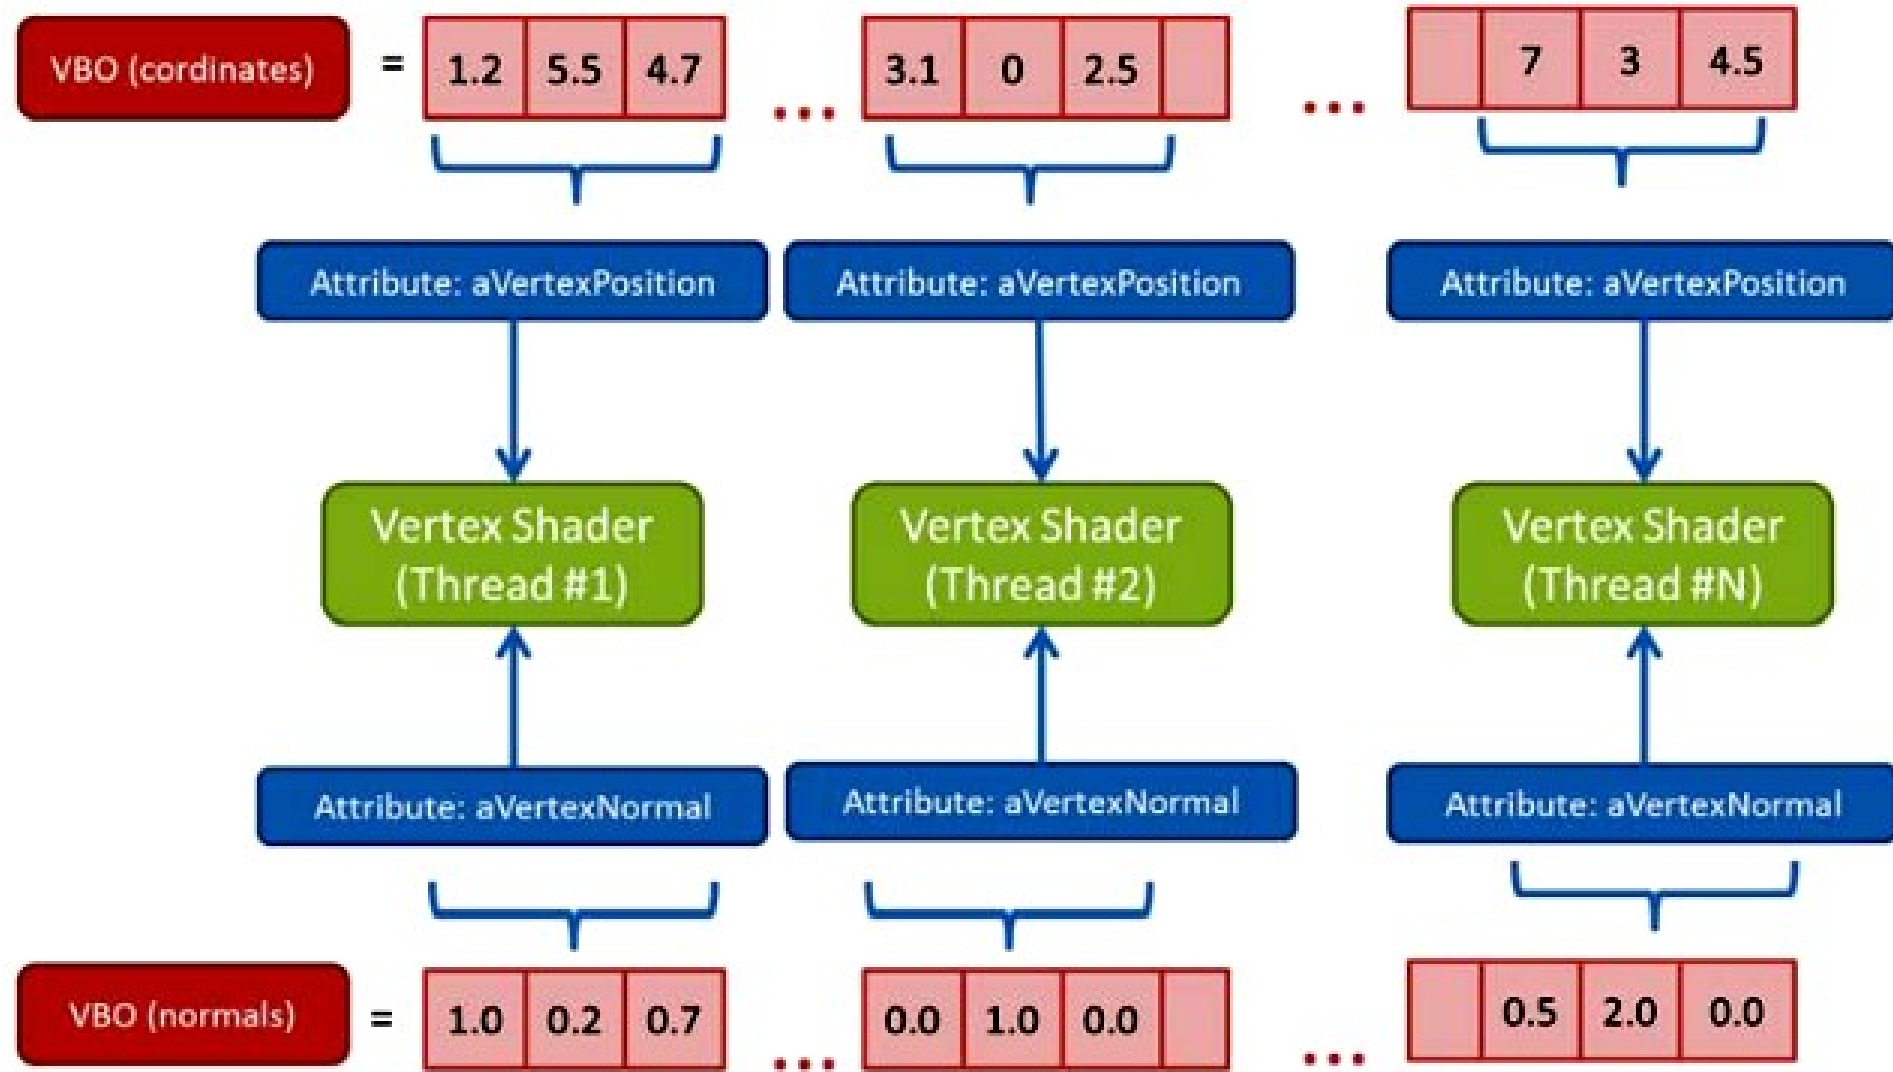 VBO (cordinates) = 1.2 5.5 4.7 ... 3.1 0 2.5 ... 7 3 4.5
Attribute: aVertexPosition Attribute: aVertexPosition Attribute: aVertexPosition
Vertex Shader Vertex Shader Vertex Shader
(Thread #1) (Thread #2) (Thread #N)
Attribute: aVertexNormal Attribute: aVertexNormal Attribute: aVertexNormal
VBO (normals) = 1.0 0.2 0.7 ... 0.0 1.0 0.0 ... 0.5 2.0 0.0